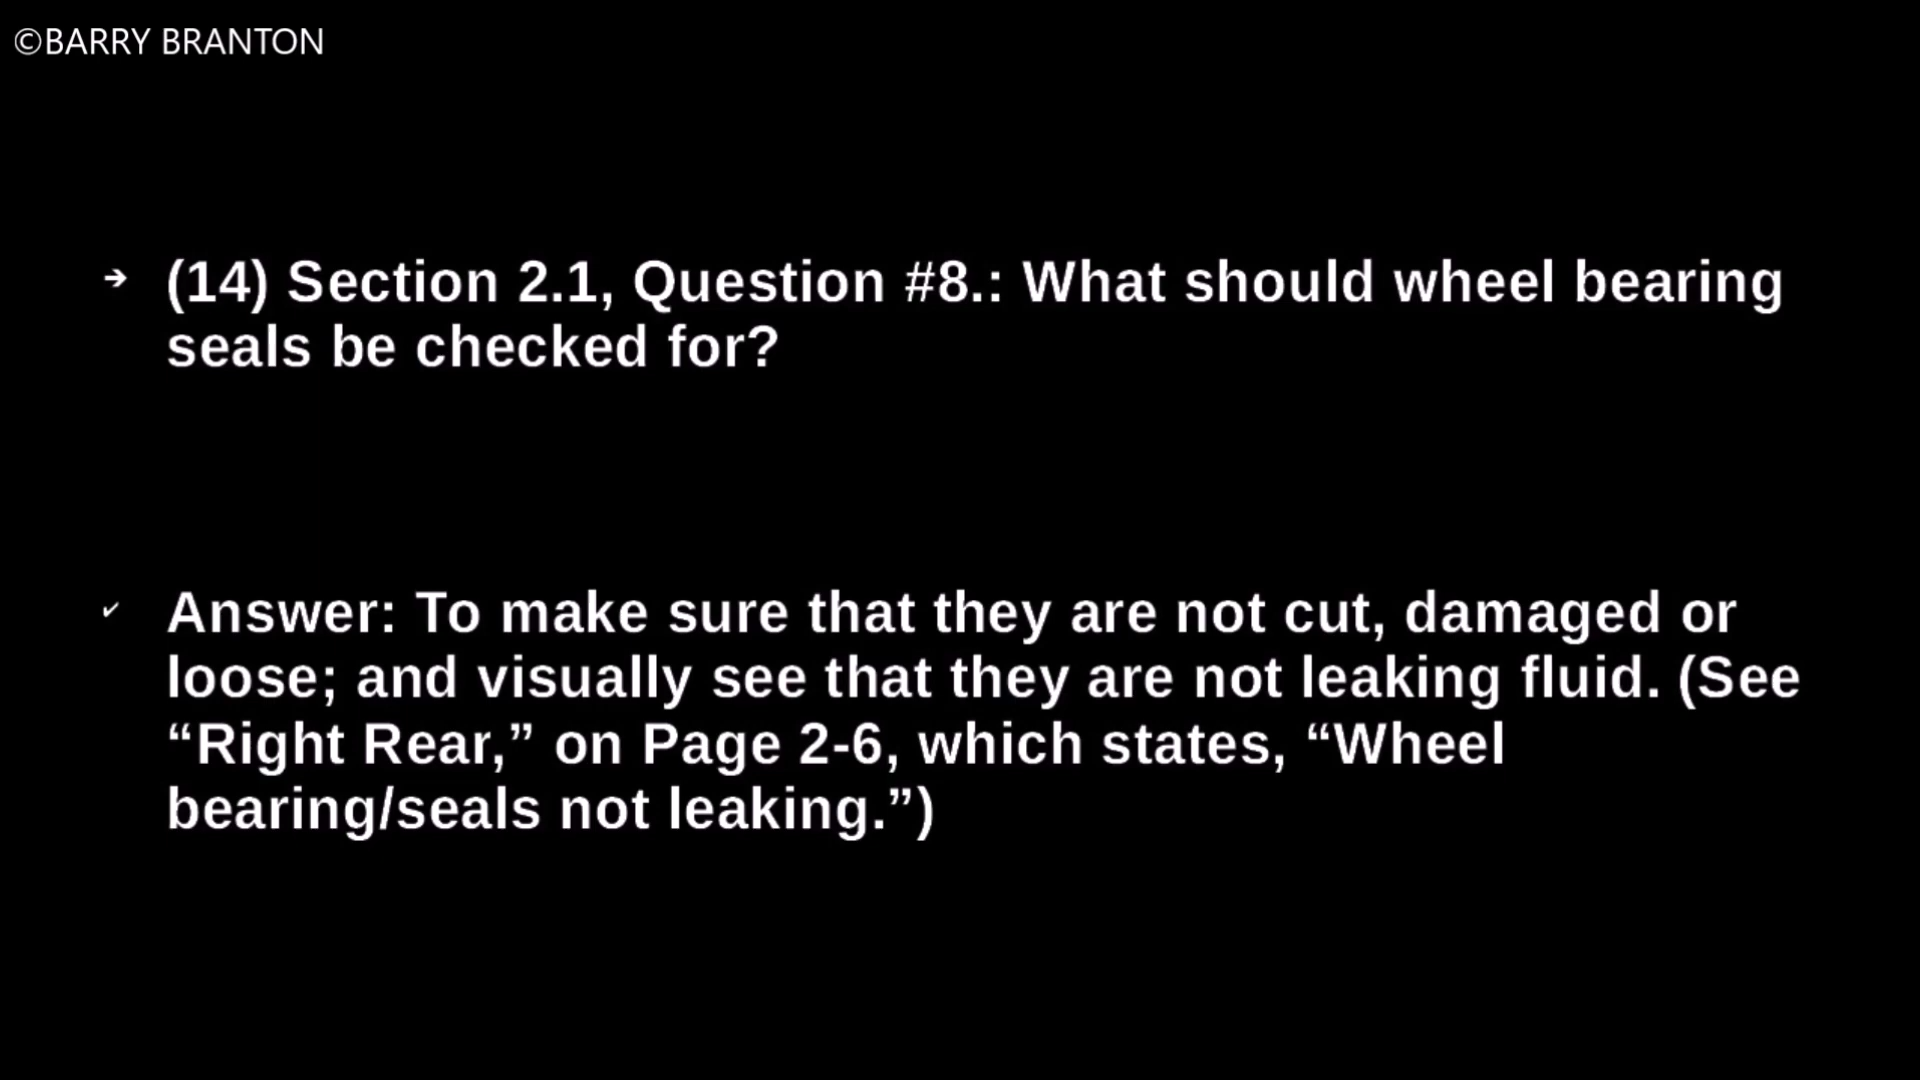 ©BARRY BRANTON
➔ (14) Section 2.1, Question #8.: What should wheel bearing
seals be checked for?
✔ Answer: To make sure that they are not cut, damaged or
loose; and visually see that they are not leaking fluid. (See
“Right Rear,” on Page 2-6, which states, “Wheel
bearing/seals not leaking.”)